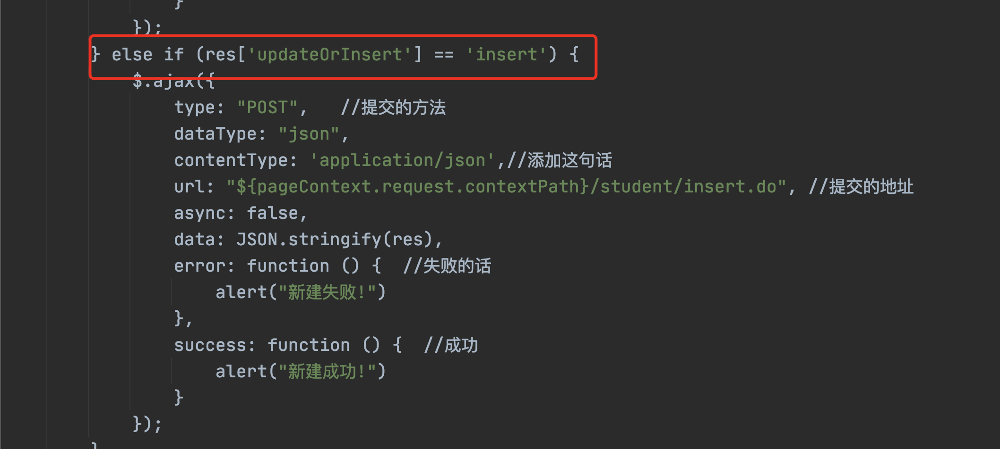 }
});
} else if (res['updateOrInsert'] == 'insert') {
$.ajax({
type: "POST",   //提交的方法
dataType: "json",
contentType: 'application/json',//添加这句话
url: "${pageContext.request.contextPath}/student/insert.do", //提交的地址
async: false,
data: JSON.stringify(res),
error: function () {  //失败的话
alert("新建失败!")
},
success: function () {  //成功
alert("新建成功!")
}
});
}